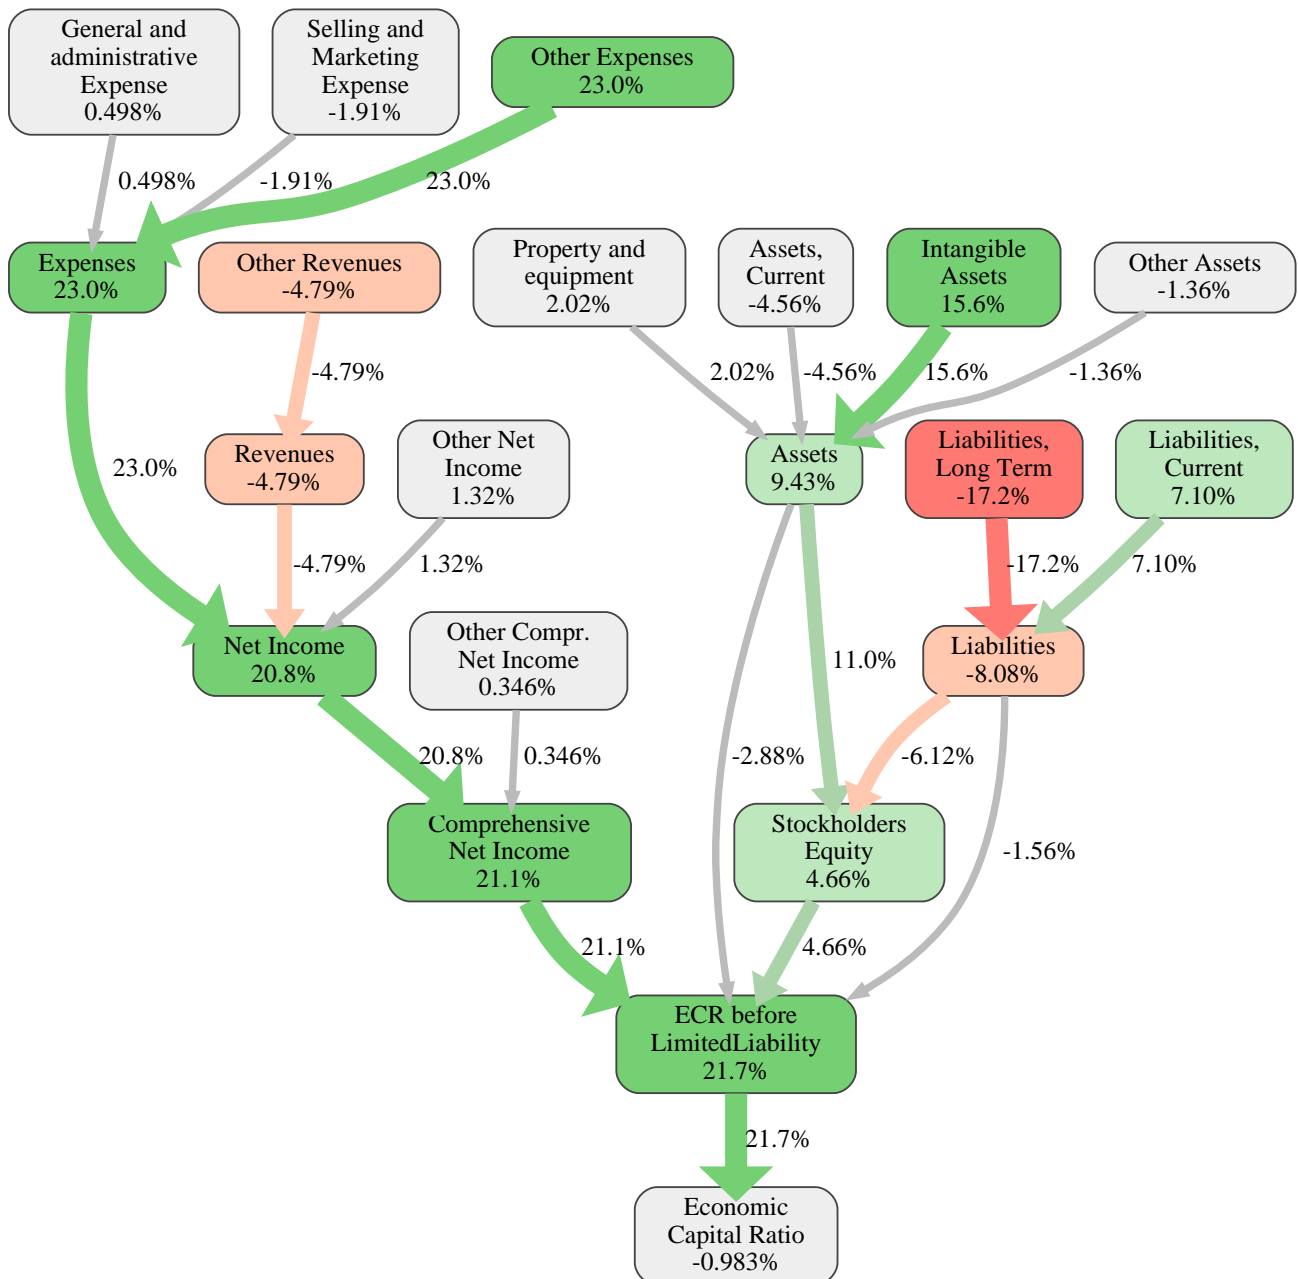 General and
administrative
Expense
0.498%
Selling and
Marketing
Expense
-1.91%
Other Expenses
23.0%
0.498%
-1.91%
23.0%
Expenses
23.0%
Other Revenues
-4.79%
Property and
equipment
2.02%
Assets,
Current
-4.56%
Intangible
Assets
15.6%
Other Assets
-1.36%
-4.79%
2.02%
-4.56%
15.6%
-1.36%
23.0%
Revenues
-4.79%
Other Net
Income
1.32%
Assets
9.43%
Liabilities,
Long Term
-17.2%
Liabilities,
Current
7.10%
-4.79%
1.32%
-17.2%
7.10%
Net Income
20.8%
Other Compr.
Net Income
0.346%
11.0%
Liabilities
-8.08%
20.8%
0.346%
-2.88%
-6.12%
Comprehensive
Net Income
21.1%
Stockholders
Equity
4.66%
-1.56%
21.1%
4.66%
ECR before
LimitedLiability
21.7%
21.7%
Economic
Capital Ratio
-0.983%